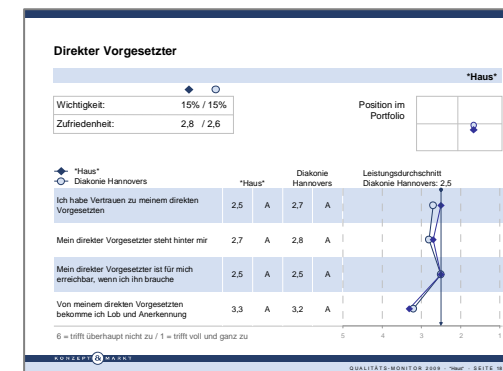 Direkter Vorgesetzter
"Haus"
Wichtigkeit: 15% / 15%
Zufriedenheit: 2,8 / 2,6
Position im
Portfolio
"Haus"
Diakonie Hannovers
"Haus"
Diakonie
Hannovers
Leistungsdurchschnitt
Diakonie Hannovers: 2,5
Ich habe Vertrauen zu meinem direkten
Vorgesetzten
2,5 A 2,7 A
Mein direkter Vorgesetzter steht hinter mir 2,7 A 2,8 A
Mein direkter Vorgesetzter ist für mich
erreichbar, wenn ich ihn brauche
2,5 A 2,5 A
Von meinem direkten Vorgesetzten
bekomme ich Lob und Anerkennung
3,3 A 3,2 A
6 = trifft überhaupt nicht zu / 1 = trifft voll und ganz zu
5 4 3 2 1
KONZEPT & MARKT
QUALITÄTS-MONITOR 2009 - "Haus" - SEITE